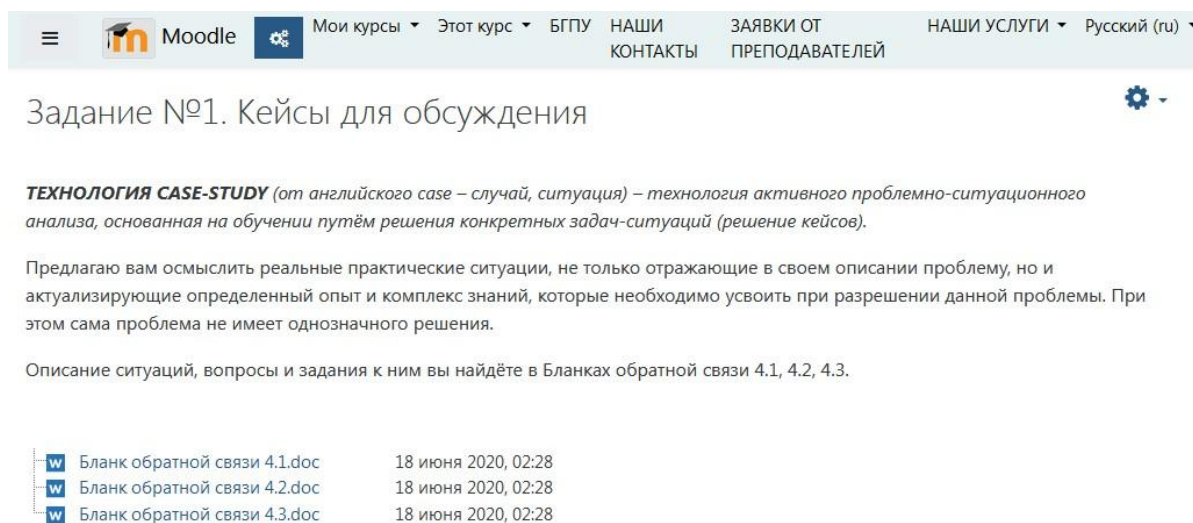 Moodle Мои курсы Этот курс БГПУ НАШИ КОНТАКТЫ ЗАЯВКИ ОТ ПРЕПОДАВАТЕЛЕЙ НАШИ УСЛУГИ Русский (ru)
Задание №1. Кейсы для обсуждения
ТЕХНОЛОГИЯ CASE-STUDY (от английского case – случай, ситуация) – технология активного проблемно-ситуационного
анализа, основанная на обучении путём решения конкретных задач-ситуаций (решение кейсов).
Предлагаю вам осмыслить реальные практические ситуации, не только отражающие в своем описании проблему, но и
актуализирующие определенный опыт и комплекс знаний, которые необходимо усвоить при разрешении данной проблемы. При
этом сама проблема не имеет однозначного решения.
Описание ситуаций, вопросы и задания к ним вы найдёте в Бланках обратной связи 4.1, 4.2, 4.3.
Бланк обратной связи 4.1.doc 18 июня 2020, 02:28
Бланк обратной связи 4.2.doc 18 июня 2020, 02:28
Бланк обратной связи 4.3.doc 18 июня 2020, 02:28